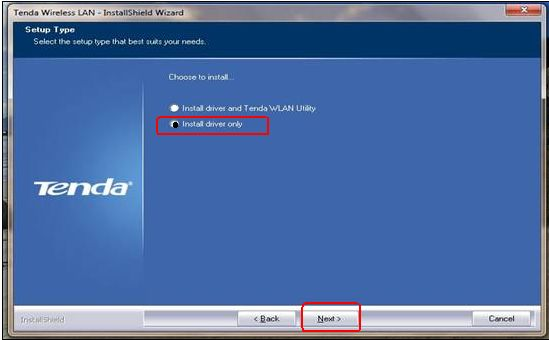 Tenda Wireless LAN - InstallShield Wizard
Setup Type
Select the setup type that best suits your needs.
Choose to install...
Install driver and Tenda WLAN Utility
Install driver only
Tenda
InstallShield
< Back
Next >
Cancel